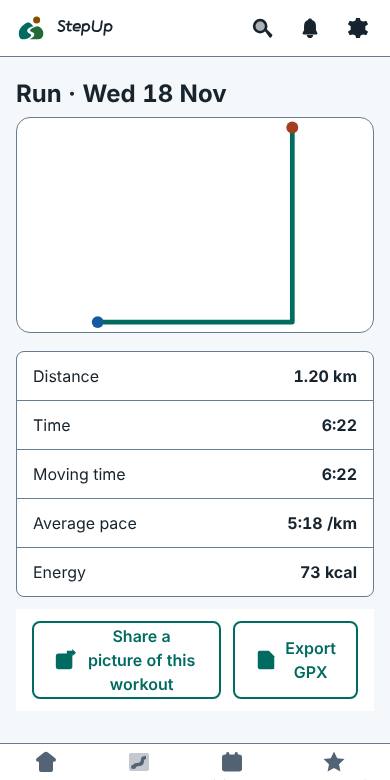 StepUp
Run · Wed 18 Nov
Distance 1.20 km
Time 6:22
Moving time 6:22
Average pace 5:18 /km
Energy 73 kcal
Share a
picture of this
workout
Export
GPX